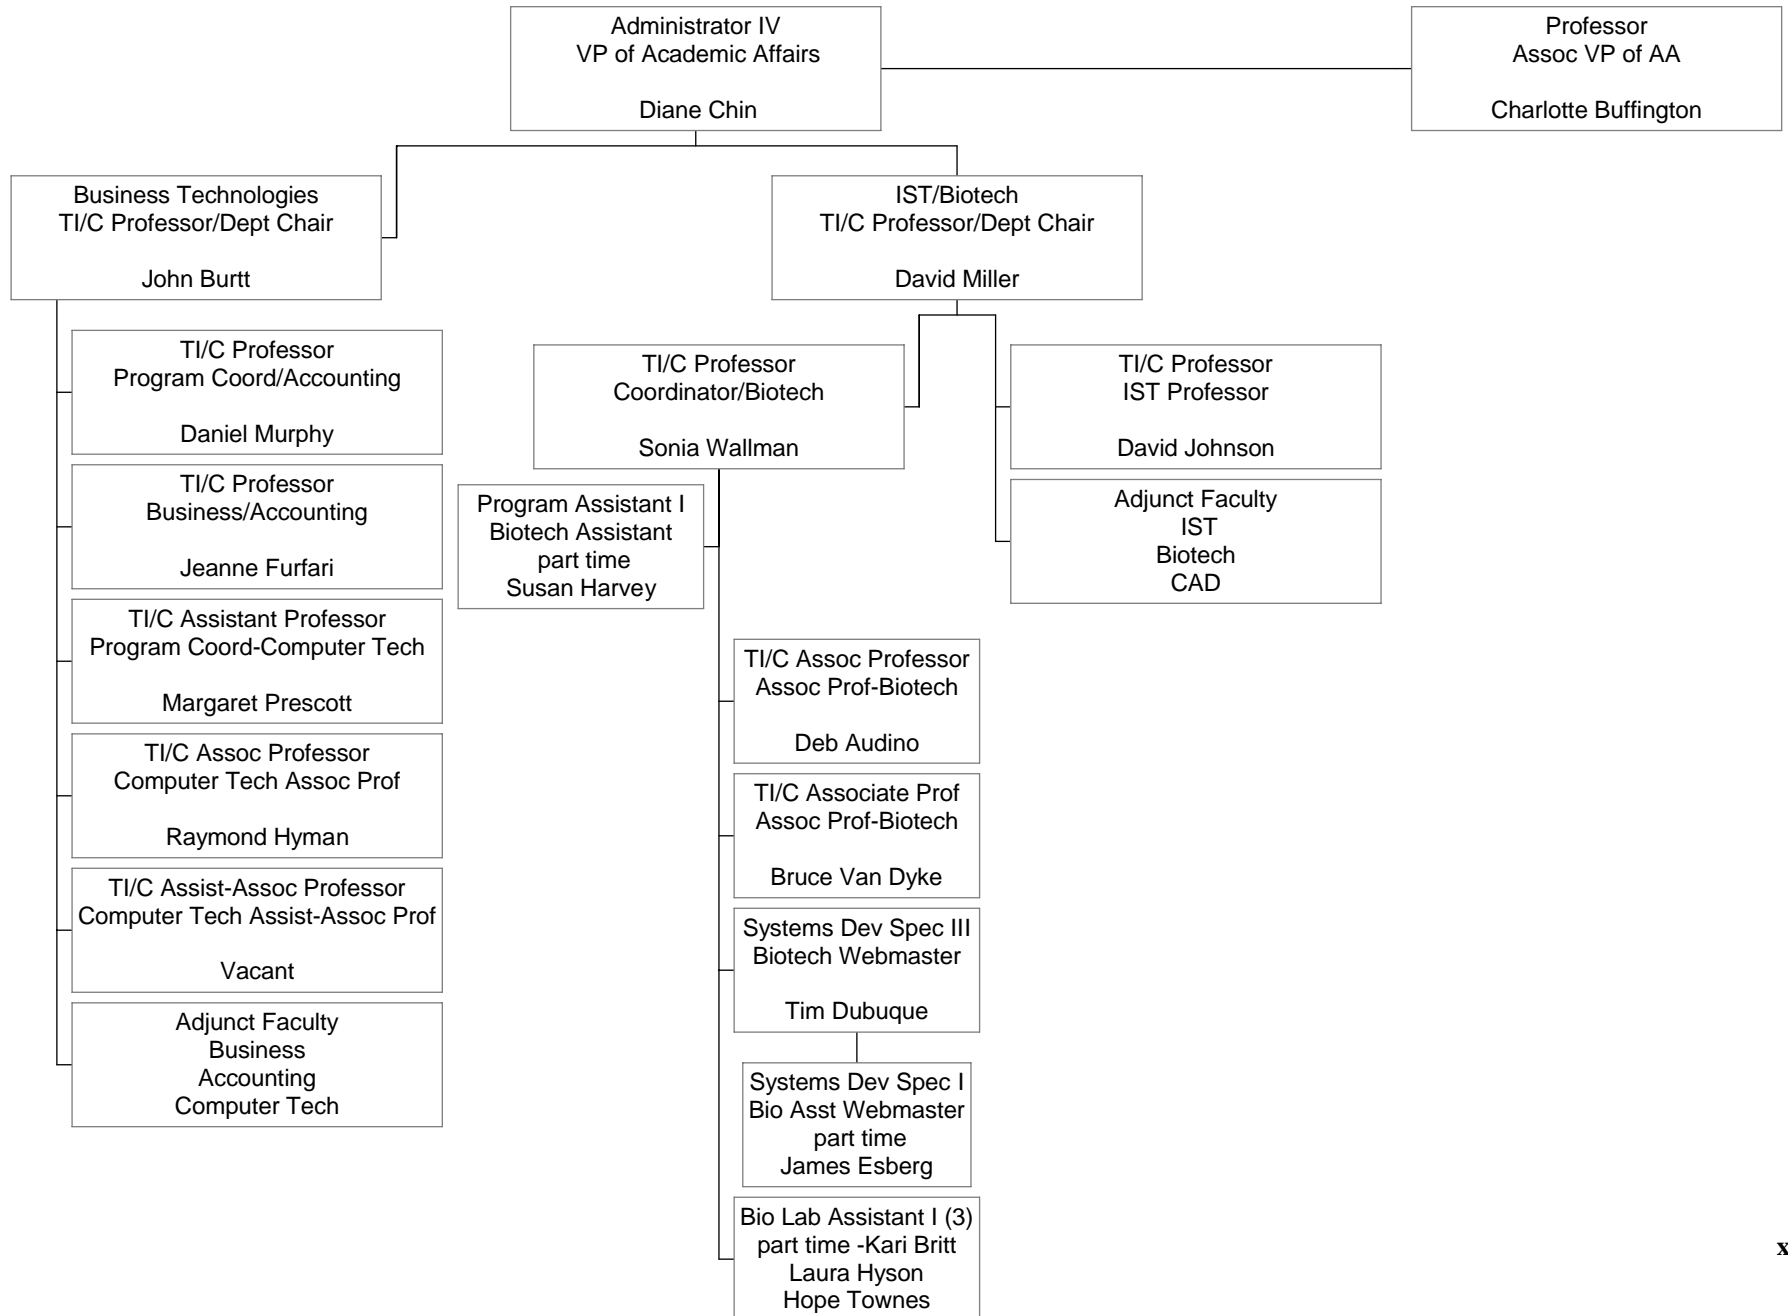 Administrator IV
VP of Academic Affairs
Diane Chin
Professor
Assoc VP of AA
Charlotte Buffington
Business Technologies
TI/C Professor/Dept Chair
John Burtt
IST/Biotech
TI/C Professor/Dept Chair
David Miller
TI/C Professor
Program Coord/Accounting
Daniel Murphy
TI/C Professor
Business/Accounting
Jeanne Furfari
TI/C Assistant Professor
Program Coord-Computer Tech
Margaret Prescott
TI/C Assoc Professor
Computer Tech Assoc Prof
Raymond Hyman
TI/C Assist-Assoc Professor
Computer Tech Assist-Assoc Prof
Vacant
Adjunct Faculty
Business
Accounting
Computer Tech
TI/C Professor
Coordinator/Biotech
Sonia Wallman
Program Assistant I
Biotech Assistant
part time
Susan Harvey
TI/C Assoc Professor
Assoc Prof-Biotech
Deb Audino
TI/C Associate Prof
Assoc Prof-Biotech
Bruce Van Dyke
Systems Dev Spec III
Biotech Webmaster
Tim Dubuque
Systems Dev Spec I
Bio Asst Webmaster
part time
James Esberg
Bio Lab Assistant I (3)
part time -Kari Britt
Laura Hyson
Hope Townes
TI/C Professor
IST Professor
David Johnson
Adjunct Faculty
IST
Biotech
CAD
x